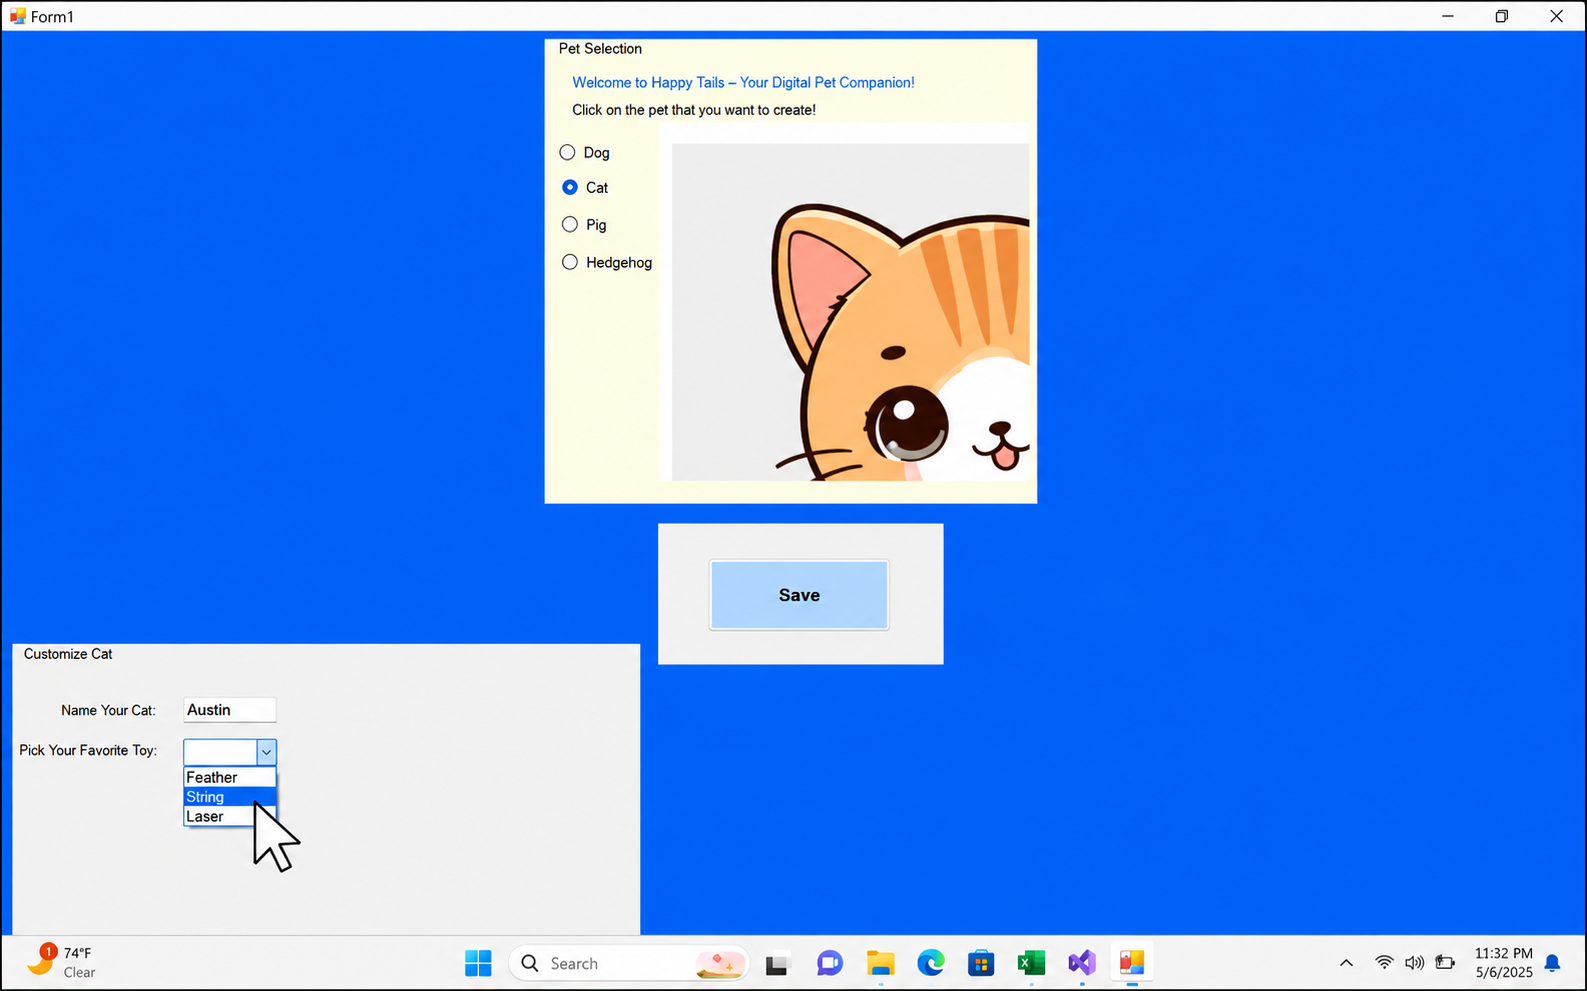 Form1
Pet Selection
Welcome to Happy Tails – Your Digital Pet Companion!
Click on the pet that you want to create!
Dog
Cat
Pig
Hedgehog
Save
Customize Cat
Name Your Cat: Austin
Pick Your Favorite Toy:
Feather
String
Laser
1
74°F
Clear
Search
11:32 PM
5/6/2025